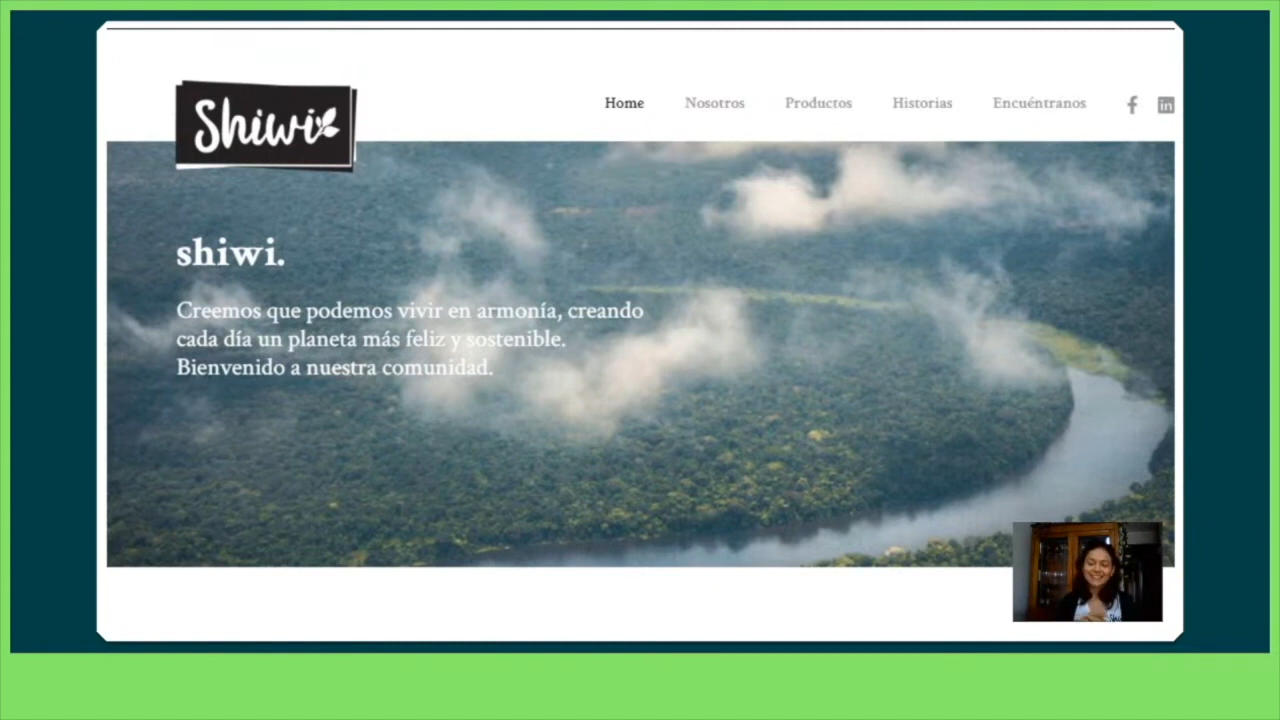 Shiwi
Home Nosotros Productos Historias Encuéntranos f in
shiwi.
Creemos que podemos vivir en armonía, creando
cada día un planeta más feliz y sostenible.
Bienvenido a nuestra comunidad.